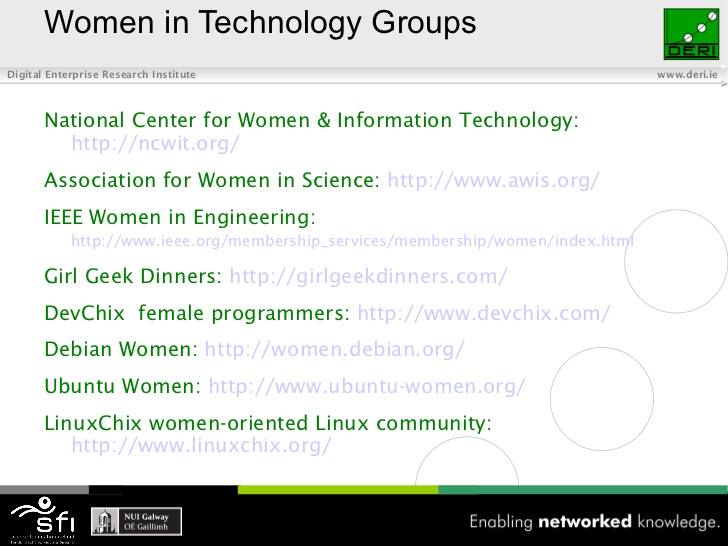 Women in Technology Groups
DERI
Digital Enterprise Research Institute
www.deri.ie
National Center for Women & Information Technology:
http://ncwit.org/
Association for Women in Science: http://www.awis.org/
IEEE Women in Engineering:
http://www.ieee.org/membership_services/membership/women/index.html
Girl Geek Dinners: http://girlgeekdinners.com/
DevChix  female programmers: http://www.devchix.com/
Debian Women: http://women.debian.org/
Ubuntu Women: http://www.ubuntu-women.org/
LinuxChix women-oriented Linux community:
http://www.linuxchix.org/
sfi
NUI Galway
OÉ Gaillimh
Enabling networked knowledge.